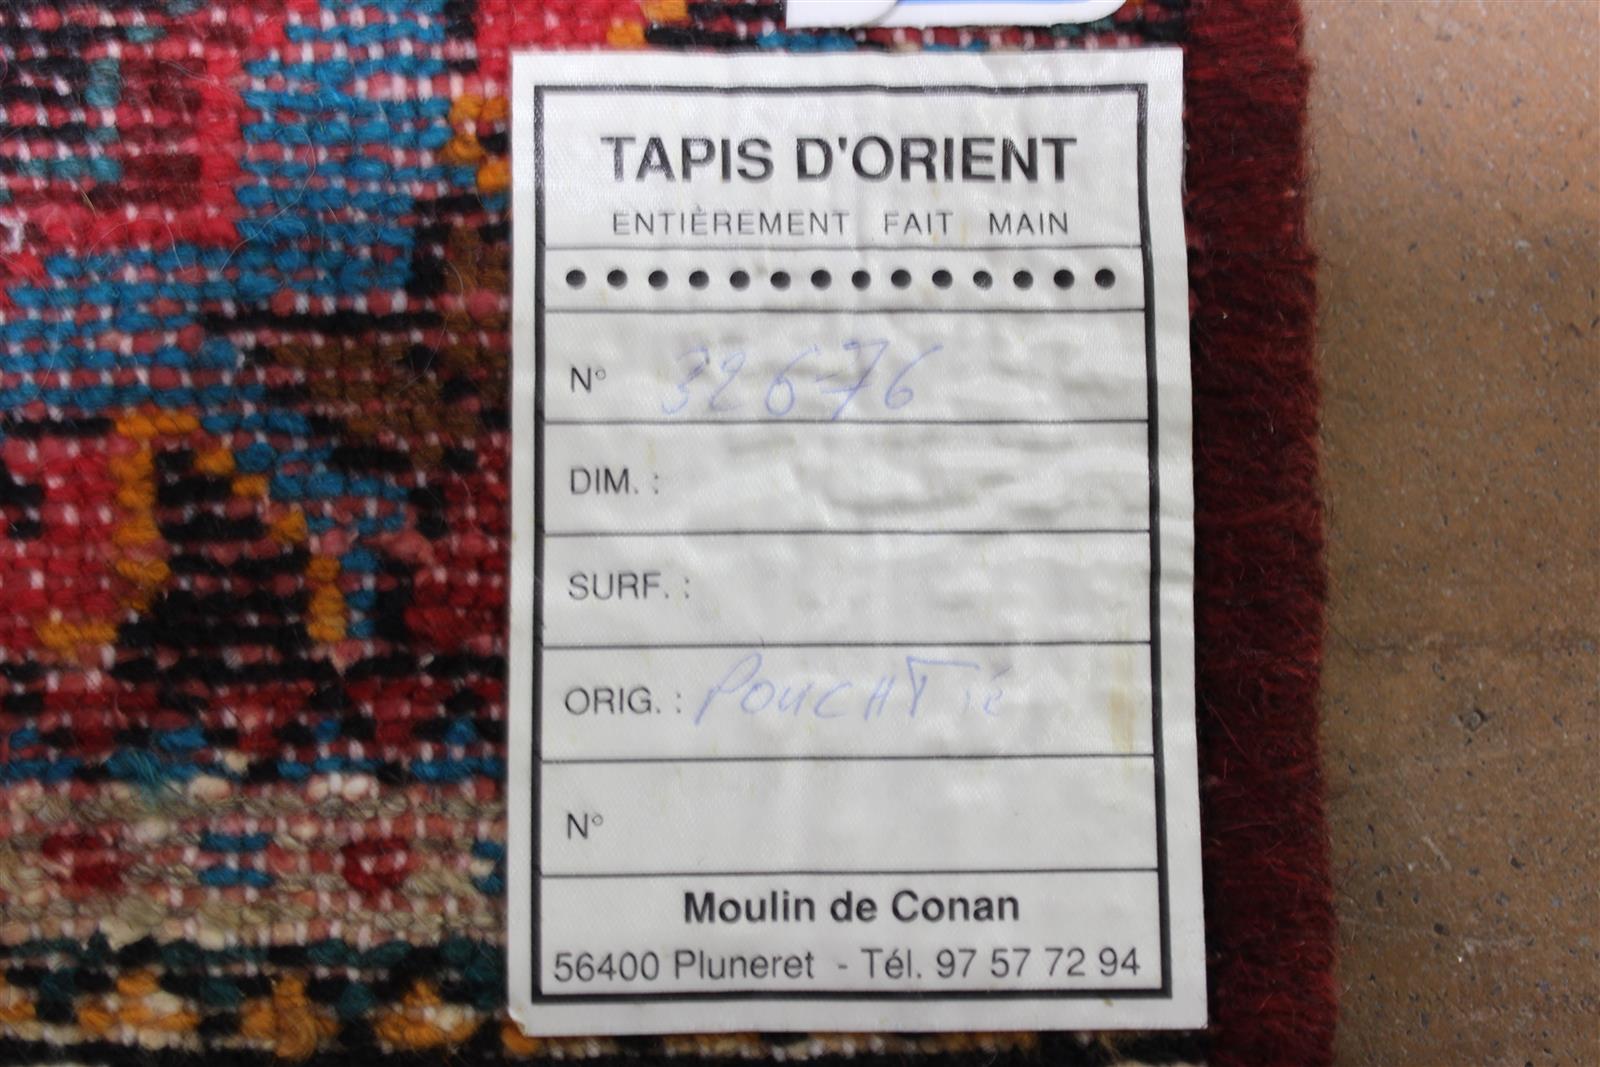 TAPIS D'ORIENT
ENTIÈREMENT FAIT MAIN
N° 32676
DIM. :
SURF. :
ORIG. : POUCHTIE
N°
Moulin de Conan
56400 Pluneret - Tél. 97 57 72 94